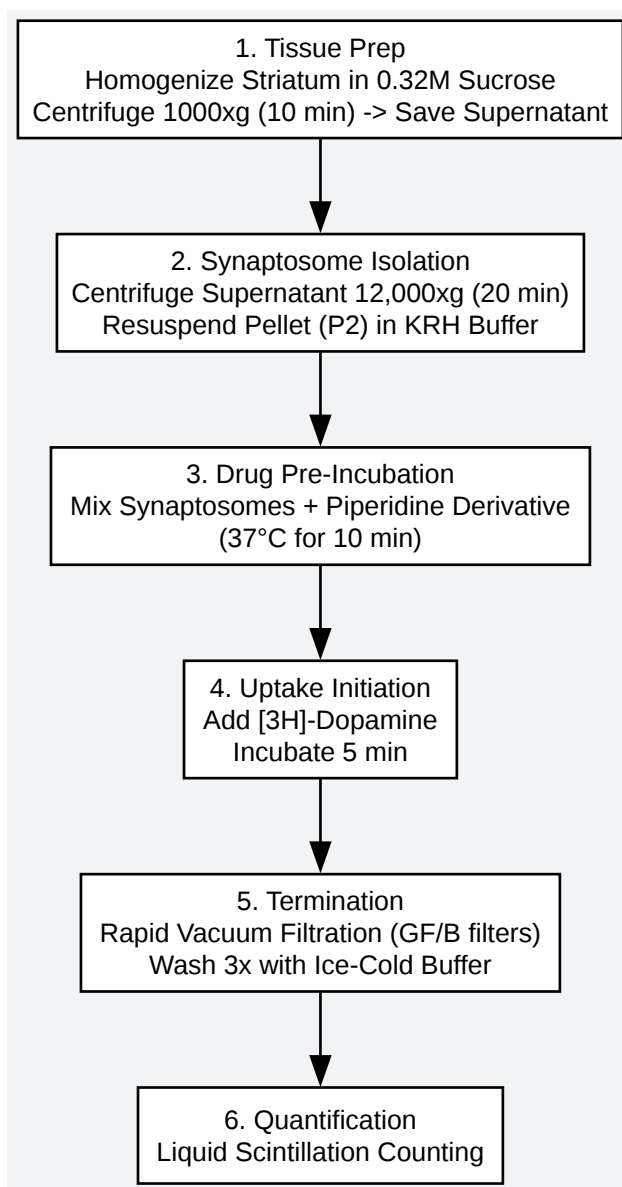 1. Tissue Prep
Homogenize Striatum in 0.32M Sucrose
Centrifuge 1000xg (10 min) -> Save Supernatant
2. Synaptosome Isolation
Centrifuge Supernatant 12,000xg (20 min)
Resuspend Pellet (P2) in KRH Buffer
3. Drug Pre-Incubation
Mix Synaptosomes + Piperidine Derivative
(37°C for 10 min)
4. Uptake Initiation
Add [3H]-Dopamine
Incubate 5 min
5. Termination
Rapid Vacuum Filtration (GF/B filters)
Wash 3x with Ice-Cold Buffer
6. Quantification
Liquid Scintillation Counting